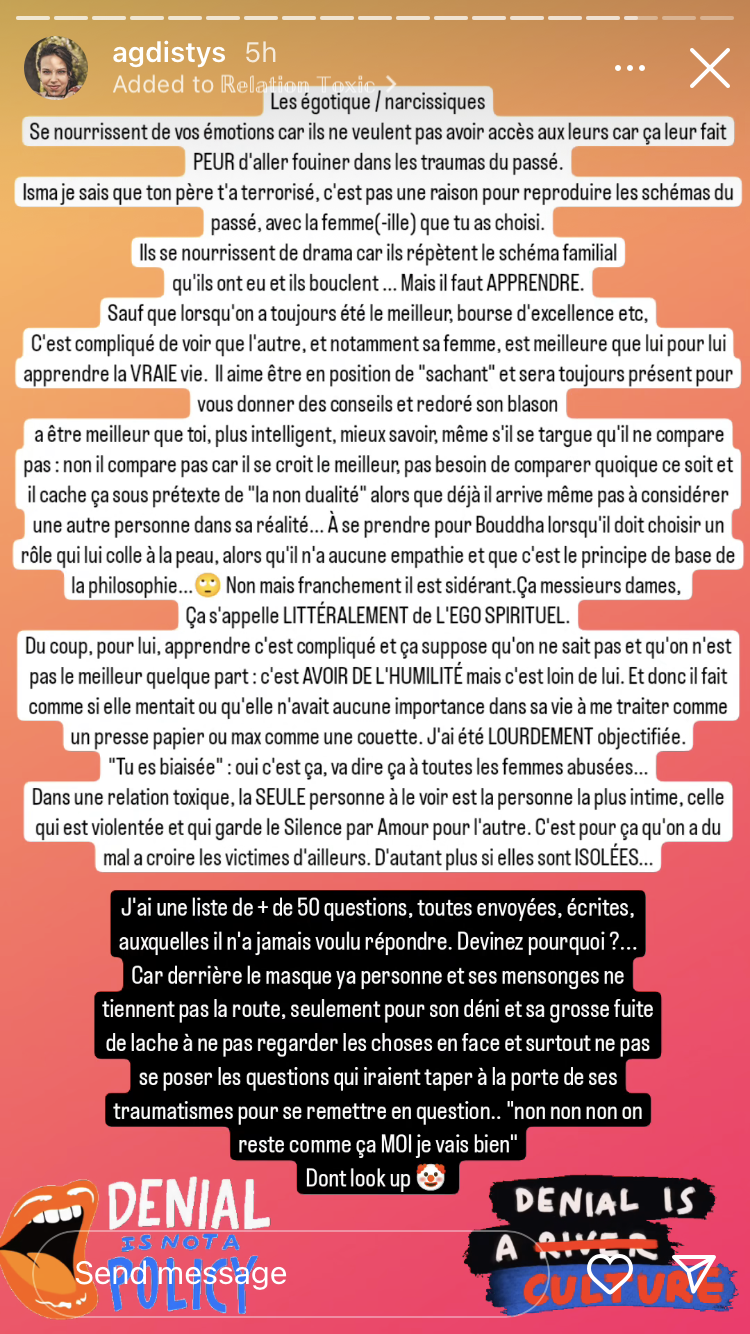 agdistys 5h
Added to ℝ𝕖𝕝𝕒𝕥𝕚𝕠𝕟 𝕋𝕠𝕩𝕚𝕔
Les égotique / narcissiques
Se nourrissent de vos émotions car ils ne veulent pas avoir accès aux leurs car ça leur fait
PEUR d'aller fouiner dans les traumas du passé.
Isma je sais que ton père t'a terrorisé, c'est pas une raison pour reproduire les schémas du
passé, avec la femme(-ille) que tu as choisi.
Ils se nourrissent de drama car ils répètent le schéma familial
qu'ils ont eu et ils bouclent ... Mais il faut APPRENDRE.
Sauf que lorsqu'on a toujours été le meilleur, bourse d'excellence etc,
C'est compliqué de voir que l'autre, et notamment sa femme, est meilleure que lui pour lui
apprendre la VRAIE vie. Il aime être en position de "sachant" et sera toujours présent pour
vous donner des conseils et redoré son blason
a être meilleur que toi, plus intelligent, mieux savoir, même s'il se targue qu'il ne compare
pas : non il compare pas car il se croit le meilleur, pas besoin de comparer quoique ce soit et
il cache ça sous prétexte de "la non dualité" alors que déjà il arrive même pas à considérer
une autre personne dans sa réalité... À se prendre pour Bouddha lorsqu'il doit choisir un
rôle qui lui colle à la peau, alors qu'il n'a aucune empathie et que c'est le principe de base de
la philosophie...🙄 Non mais franchement il est sidérant.Ça messieurs dames,
Ça s'appelle LITTÉRALEMENT de L'EGO SPIRITUEL.
Du coup, pour lui, apprendre c'est compliqué et ça suppose qu'on ne sait pas et qu'on n'est
pas le meilleur quelque part : c'est AVOIR DE L'HUMILITÉ mais c'est loin de lui. Et donc il fait
comme si elle mentait ou qu'elle n'avait aucune importance dans sa vie à me traiter comme
un presse papier ou max comme une couette. J'ai été LOURDEMENT objectifiée.
"Tu es biaisée" : oui c'est ça, va dire ça à toutes les femmes abusées...
Dans une relation toxique, la SEULE personne à le voir est la personne la plus intime, celle
qui est violentée et qui garde le Silence par Amour pour l'autre. C'est pour ça qu'on a du
mal a croire les victimes d'ailleurs. D'autant plus si elles sont ISOLÉES...
J'ai une liste de + de 50 questions, toutes envoyées, écrites,
auxquelles il n'a jamais voulu répondre. Devinez pourquoi ?...
Car derrière le masque ya personne et ses mensonges ne
tiennent pas la route, seulement pour son déni et sa grosse fuite
de lache à ne pas regarder les choses en face et surtout ne pas
se poser les questions qui iraient taper à la porte de ses
traumatismes pour se remettre en question.. "non non non on
reste comme ça MOI je vais bien"
Dont look up 🤡
DENIAL
IS NOT A
POLICY
DENIAL IS
A RIVER
CULTURE
Send message